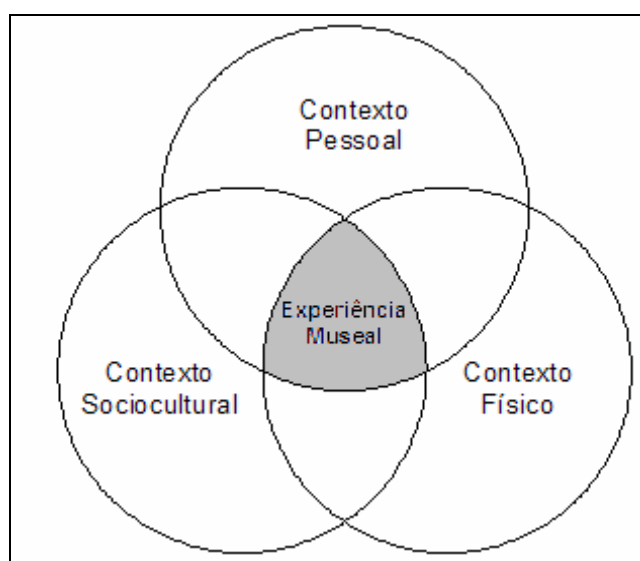 Contexto
Pessoal
Experiência
Museal
Contexto
Sociocultural
Contexto
Físico